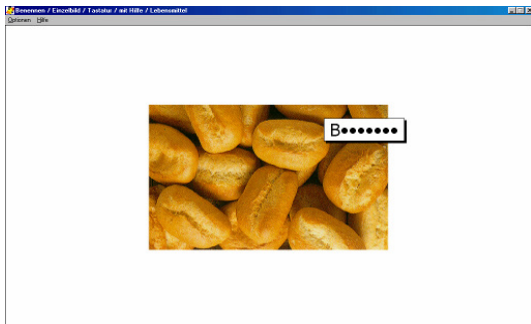 Benennen / Einzelbild / Tastatur / mit Hilfe / Lebensmittel
Optionen Hilfe
B●●●●●●●